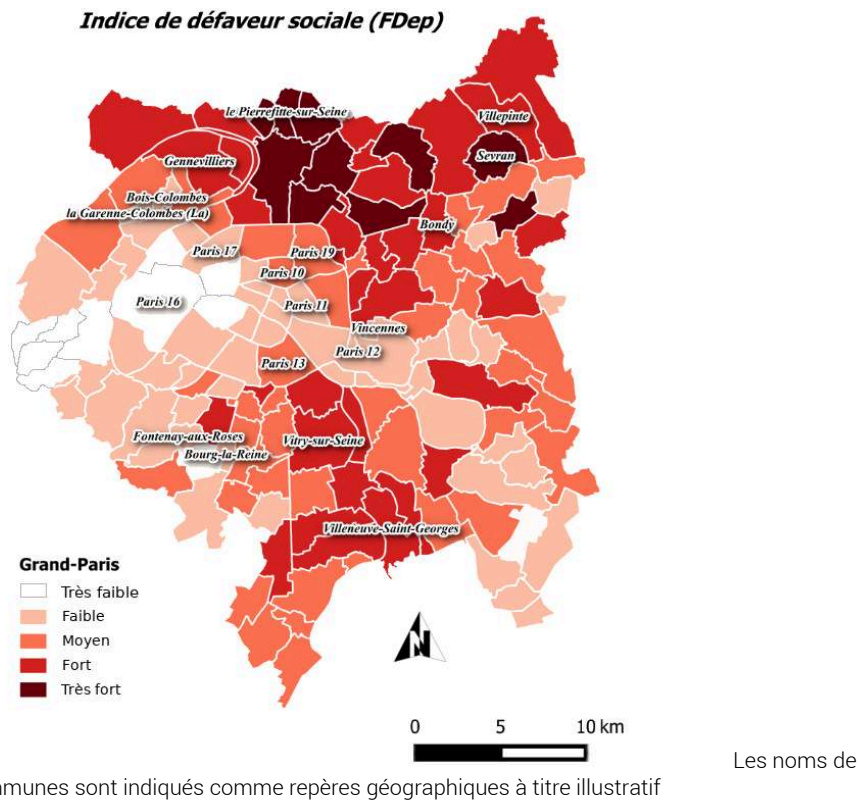 Indice de défaveur sociale (FDep)
le Pierrefitte-sur-Seine
Villepinte
Gennevilliers
Sevran
Bois-Colombes
la Garenne-Colombes (La)
Bondy
Paris 17
Paris 19
Paris 10
Paris 16
Paris 11
Vincennes
Paris 12
Paris 13
Fontenay-aux-Roses
Vitry-sur-Seine
Bourg-la-Reine
Villeneuve-Saint-Georges
Grand-Paris
Très faible
Faible
Moyen
Fort
Très fort
N
0 5 10 km
Les noms de
sont indiqués comme repères géographiques à titre illustratif